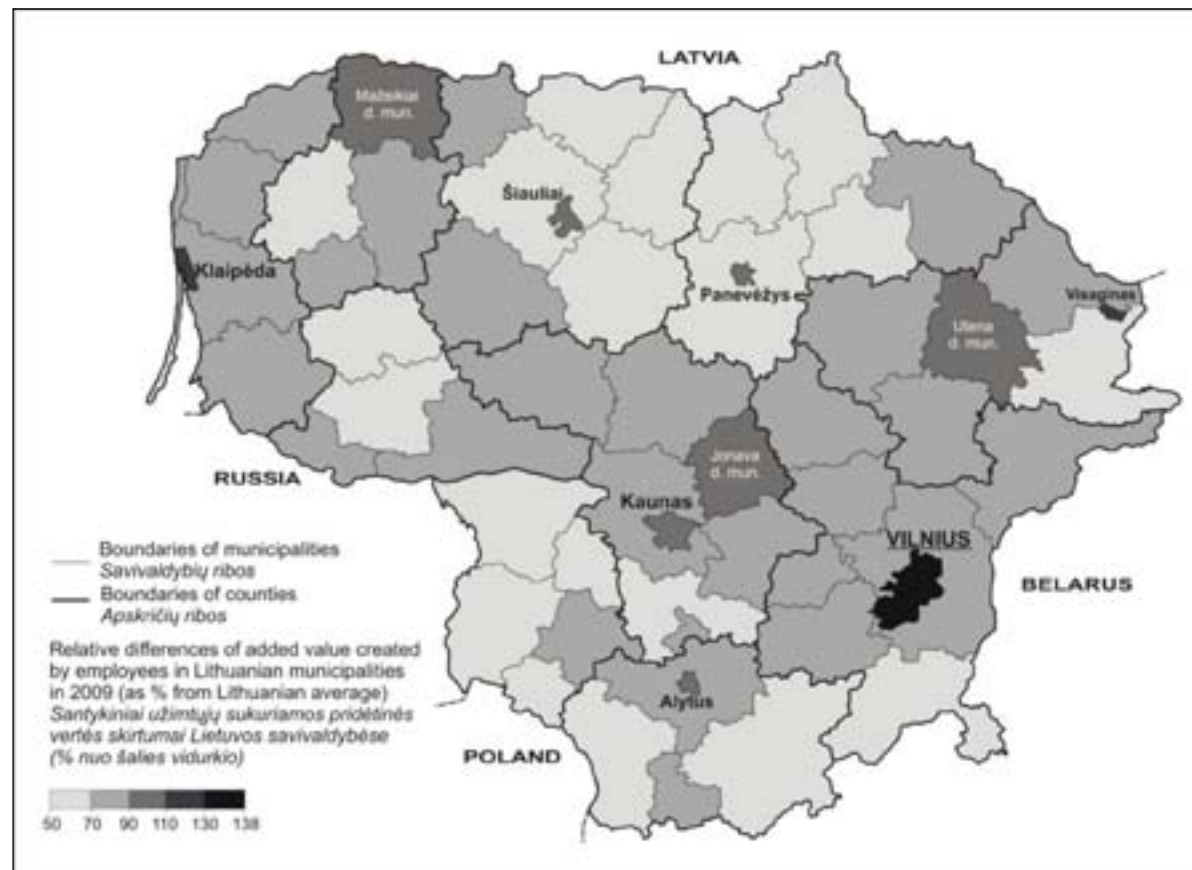 LATVIA
Mažeikiai
d. mun.
Šiauliai
Klaipėda
Panevėžys
Visaginas
Utena
d. mun.
Jonava
d. mun.
RUSSIA
Kaunas
VILNIUS
BELARUS
Boundaries of municipalities
Savivaldybių ribos
Boundaries of counties
Apskričių ribos
Relative differences of added value created
by employees in Lithuanian municipalities
in 2009 (as % from Lithuanian average)
Santykiniai užimtųjų sukuriamos pridėtinės
vertės skirtumai Lietuvos savivaldybėse
(% nuo šalies vidurkio)
Alytus
POLAND
50 70 90 110 130 138